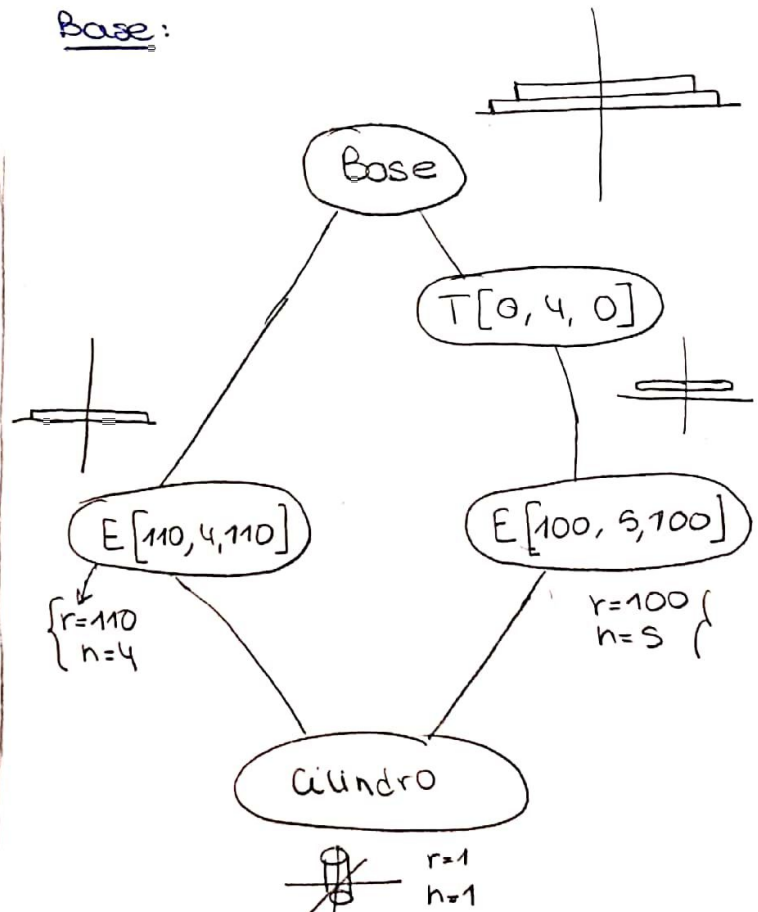 Base:
Base
T[0, 4, 0]
E[110,4,110]
E[100, 5,100]
{r=110
h=4
r=100
h=5
Cilindro
r=1
h=1